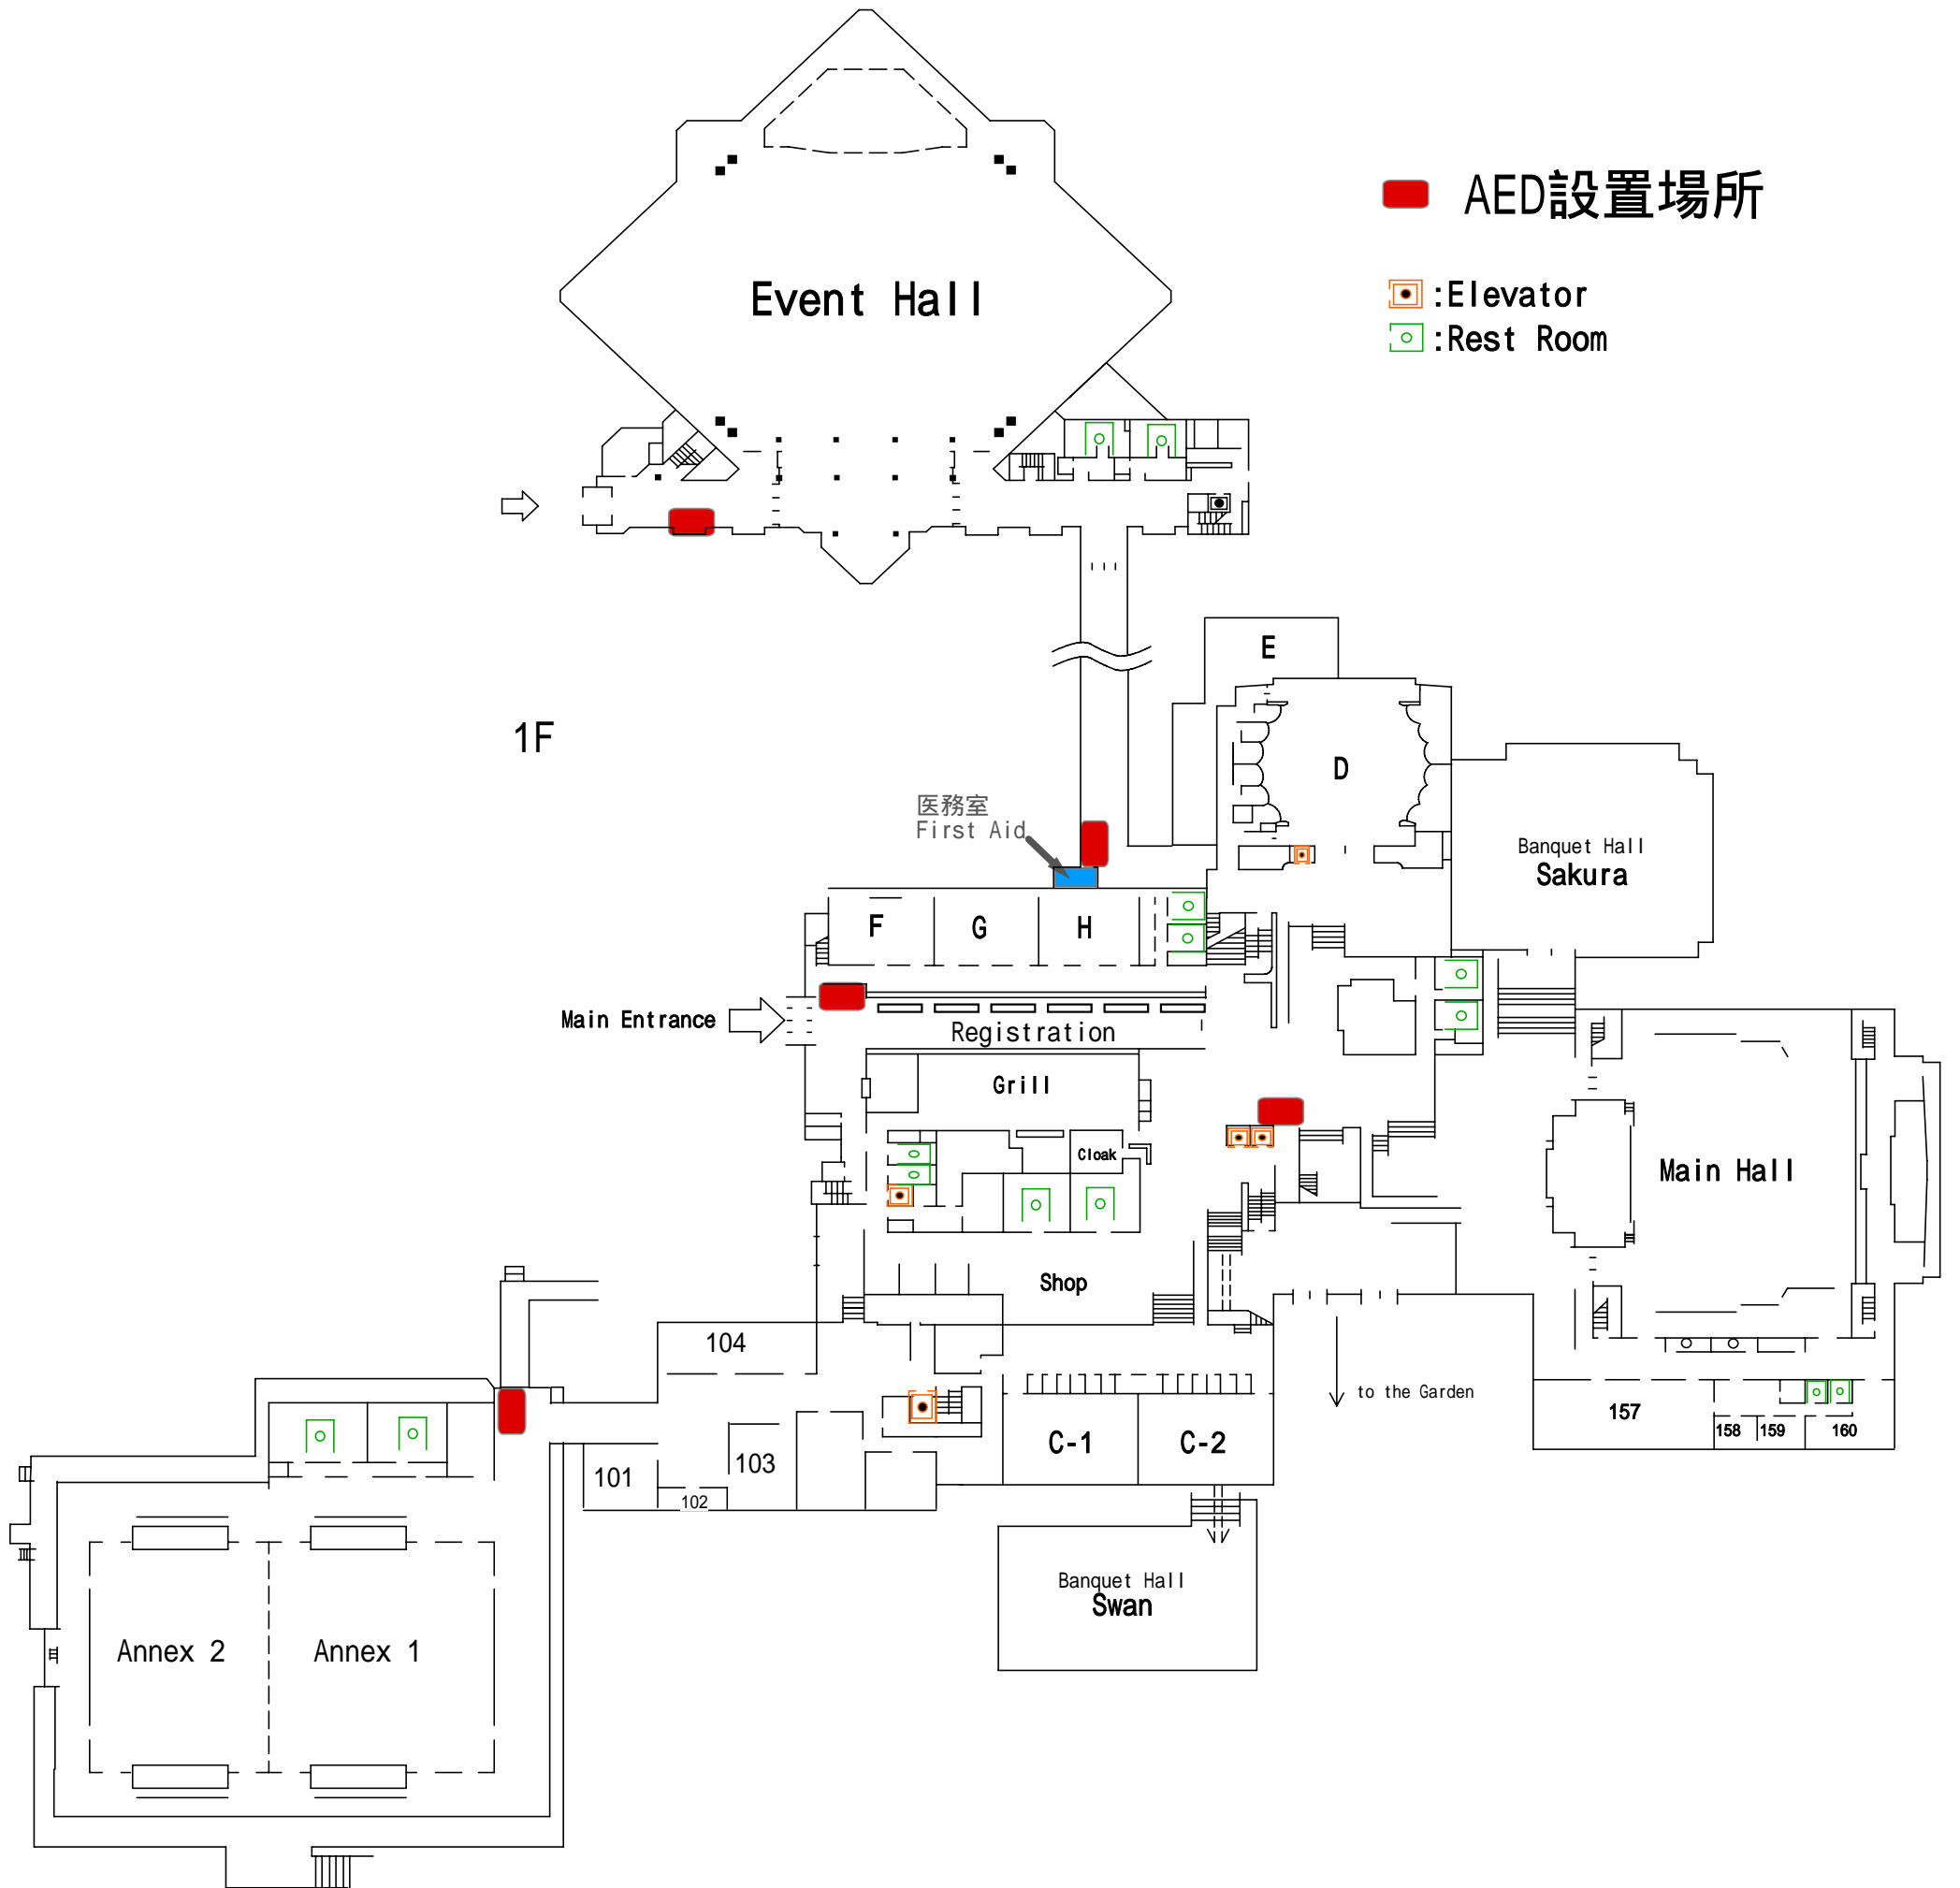 AED設置場所
Event Hall
:Elevator
:Rest Room
E
1F
D
医務室
First Aid
Banquet Hall
Sakura
F
G
H
Main Entrance
Registration
Grill
Cloak
Main Hall
Shop
104
to the Garden
157
158
159
160
C-1
C-2
103
101
102
Banquet Hall
Swan
Annex 2
Annex 1